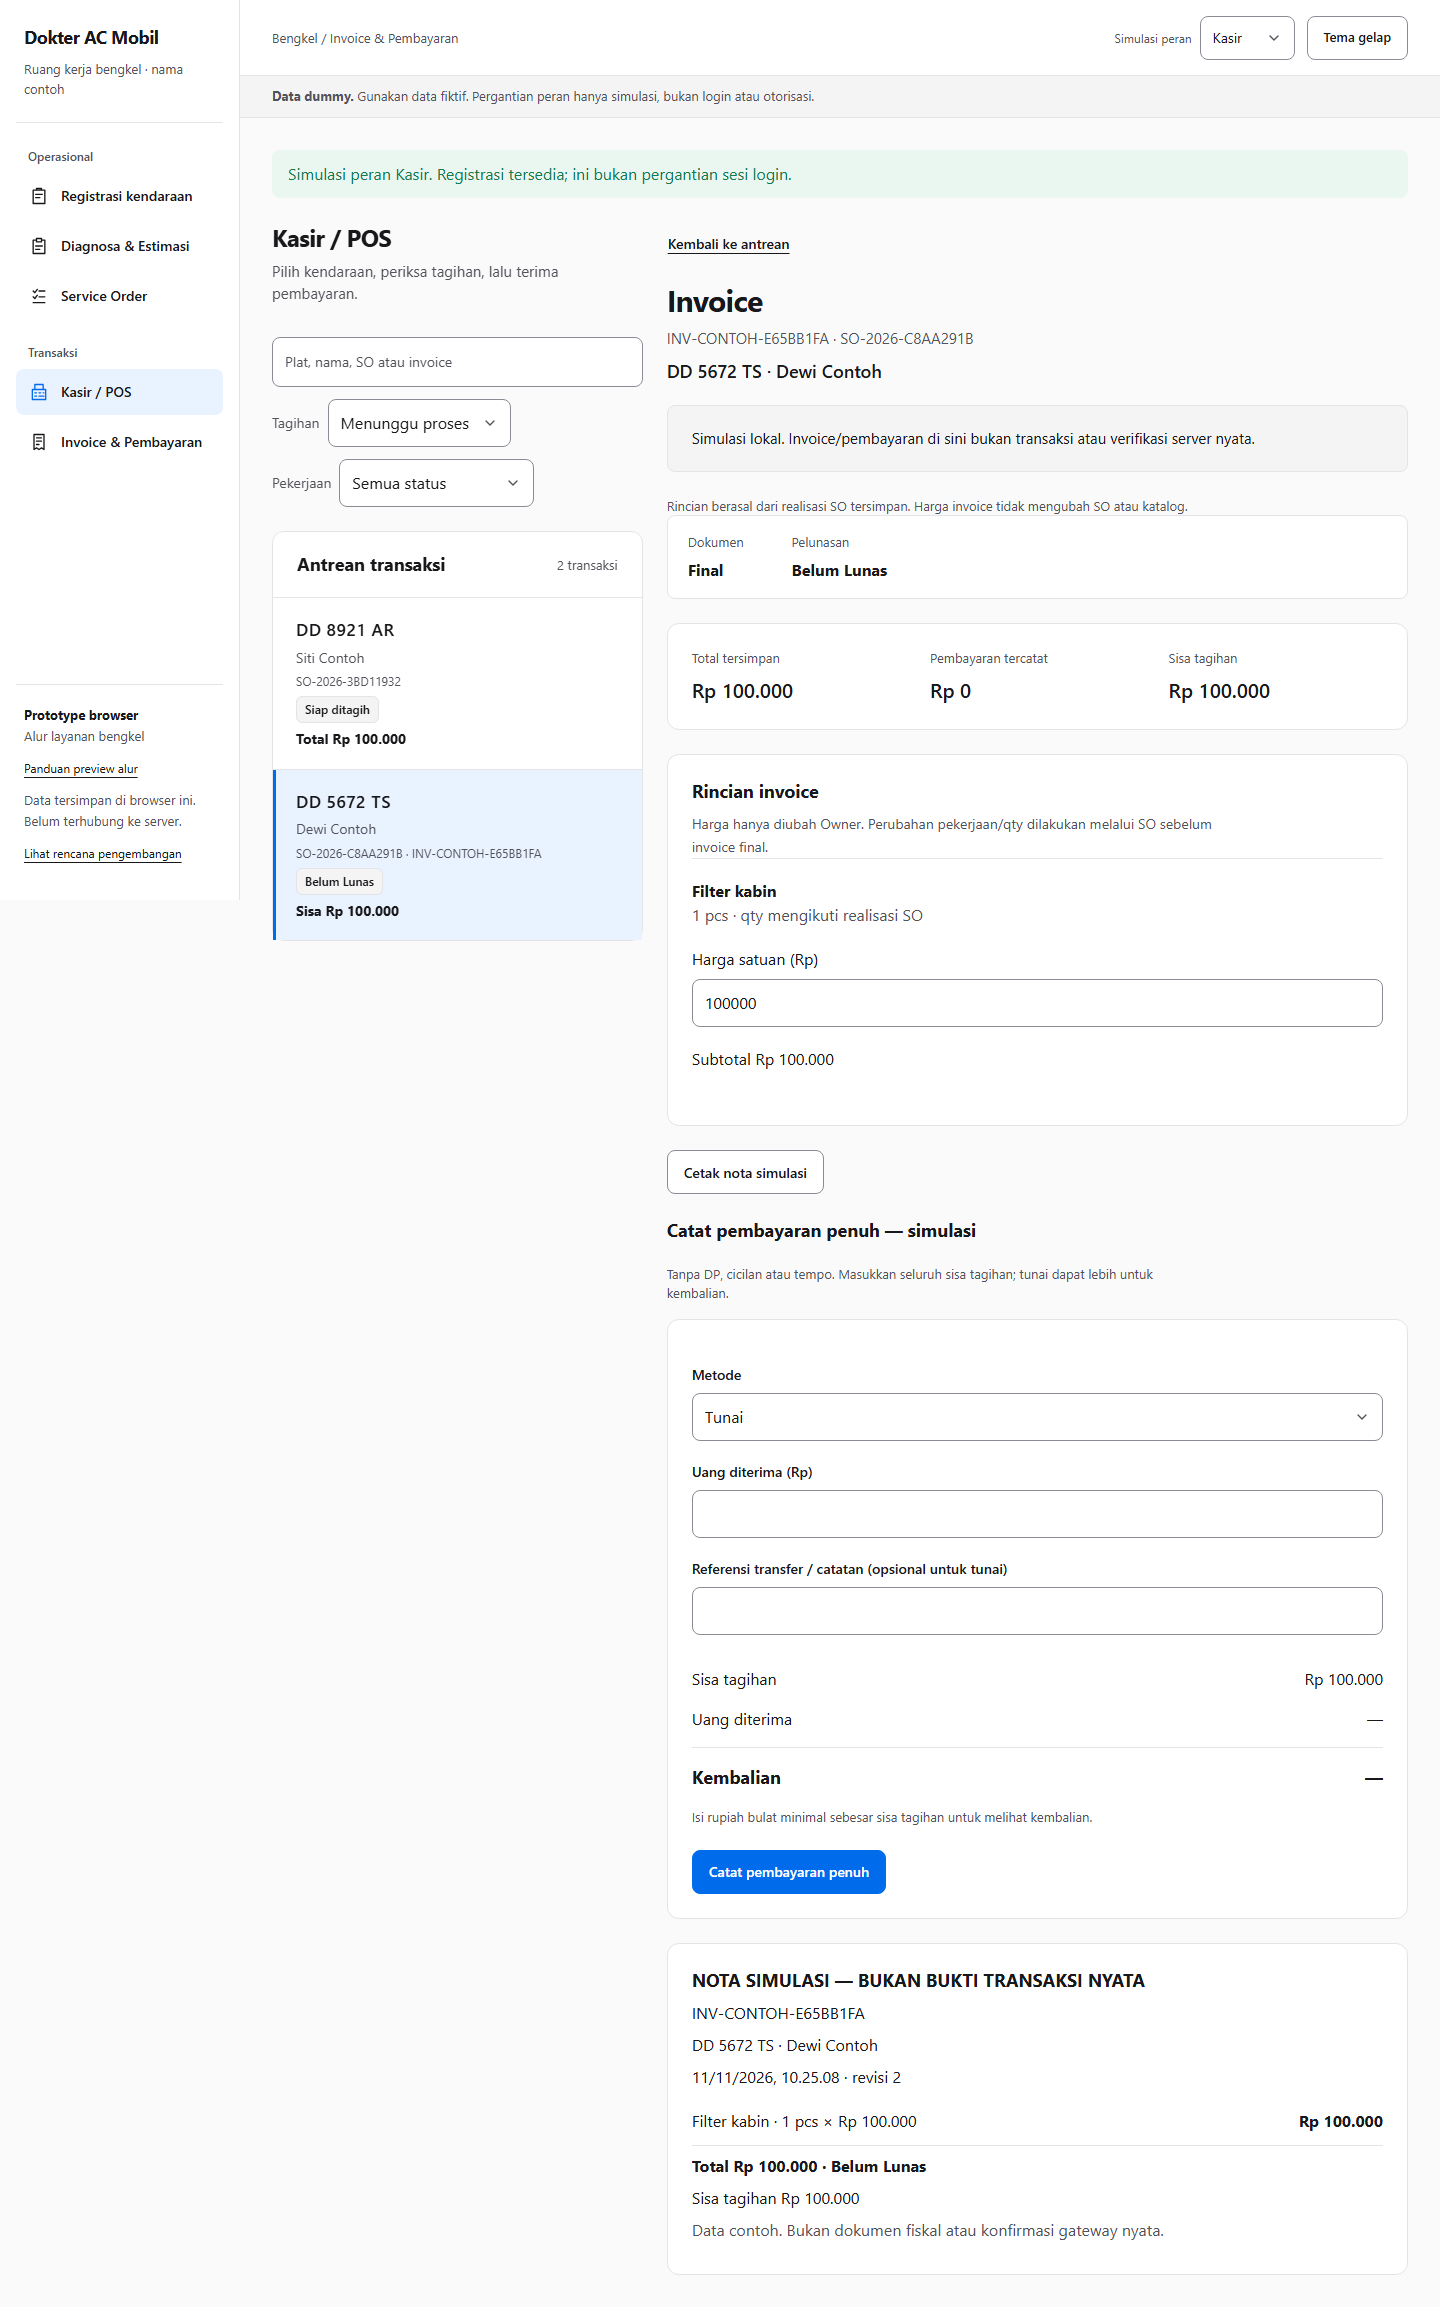 Dokter AC Mobil
Ruang kerja bengkel · nama
contoh
Operasional
Registrasi kendaraan
Diagnosa & Estimasi
Service Order
Transaksi
Kasir / POS
Invoice & Pembayaran
Prototype browser
Alur layanan bengkel
Panduan preview alur
Data tersimpan di browser ini.
Belum terhubung ke server.
Lihat rencana pengembangan
Bengkel / Invoice & Pembayaran
Simulasi peran
Kasir
Tema gelap
Data dummy. Gunakan data fiktif. Pergantian peran hanya simulasi, bukan login atau otorisasi.
Simulasi peran Kasir. Registrasi tersedia; ini bukan pergantian sesi login.
Kasir / POS
Pilih kendaraan, periksa tagihan, lalu terima
pembayaran.
Plat, nama, SO atau invoice
Tagihan
Menunggu proses
Pekerjaan
Semua status
Antrean transaksi
2 transaksi
DD 8921 AR
Siti Contoh
SO-2026-3BD11932
Siap ditagih
Total Rp 100.000
DD 5672 TS
Dewi Contoh
SO-2026-C8AA291B · INV-CONTOH-E65BB1FA
Belum Lunas
Sisa Rp 100.000
Kembali ke antrean
Invoice
INV-CONTOH-E65BB1FA · SO-2026-C8AA291B
DD 5672 TS · Dewi Contoh
Simulasi lokal. Invoice/pembayaran di sini bukan transaksi atau verifikasi server nyata.
Rincian berasal dari realisasi SO tersimpan. Harga invoice tidak mengubah SO atau katalog.
Dokumen
Final
Pelunasan
Belum Lunas
Total tersimpan
Rp 100.000
Pembayaran tercatat
Rp 0
Sisa tagihan
Rp 100.000
Rincian invoice
Harga hanya diubah Owner. Perubahan pekerjaan/qty dilakukan melalui SO sebelum
invoice final.
Filter kabin
1 pcs · qty mengikuti realisasi SO
Harga satuan (Rp)
100000
Subtotal Rp 100.000
Cetak nota simulasi
Catat pembayaran penuh — simulasi
Tanpa DP, cicilan atau tempo. Masukkan seluruh sisa tagihan; tunai dapat lebih untuk
kembalian.
Metode
Tunai
Uang diterima (Rp)
Referensi transfer / catatan (opsional untuk tunai)
Sisa tagihan Rp 100.000
Uang diterima —
Kembalian —
Isi rupiah bulat minimal sebesar sisa tagihan untuk melihat kembalian.
Catat pembayaran penuh
NOTA SIMULASI — BUKAN BUKTI TRANSAKSI NYATA
INV-CONTOH-E65BB1FA
DD 5672 TS · Dewi Contoh
11/11/2026, 10.25.08 · revisi 2
Filter kabin · 1 pcs × Rp 100.000 Rp 100.000
Total Rp 100.000 · Belum Lunas
Sisa tagihan Rp 100.000
Data contoh. Bukan dokumen fiskal atau konfirmasi gateway nyata.